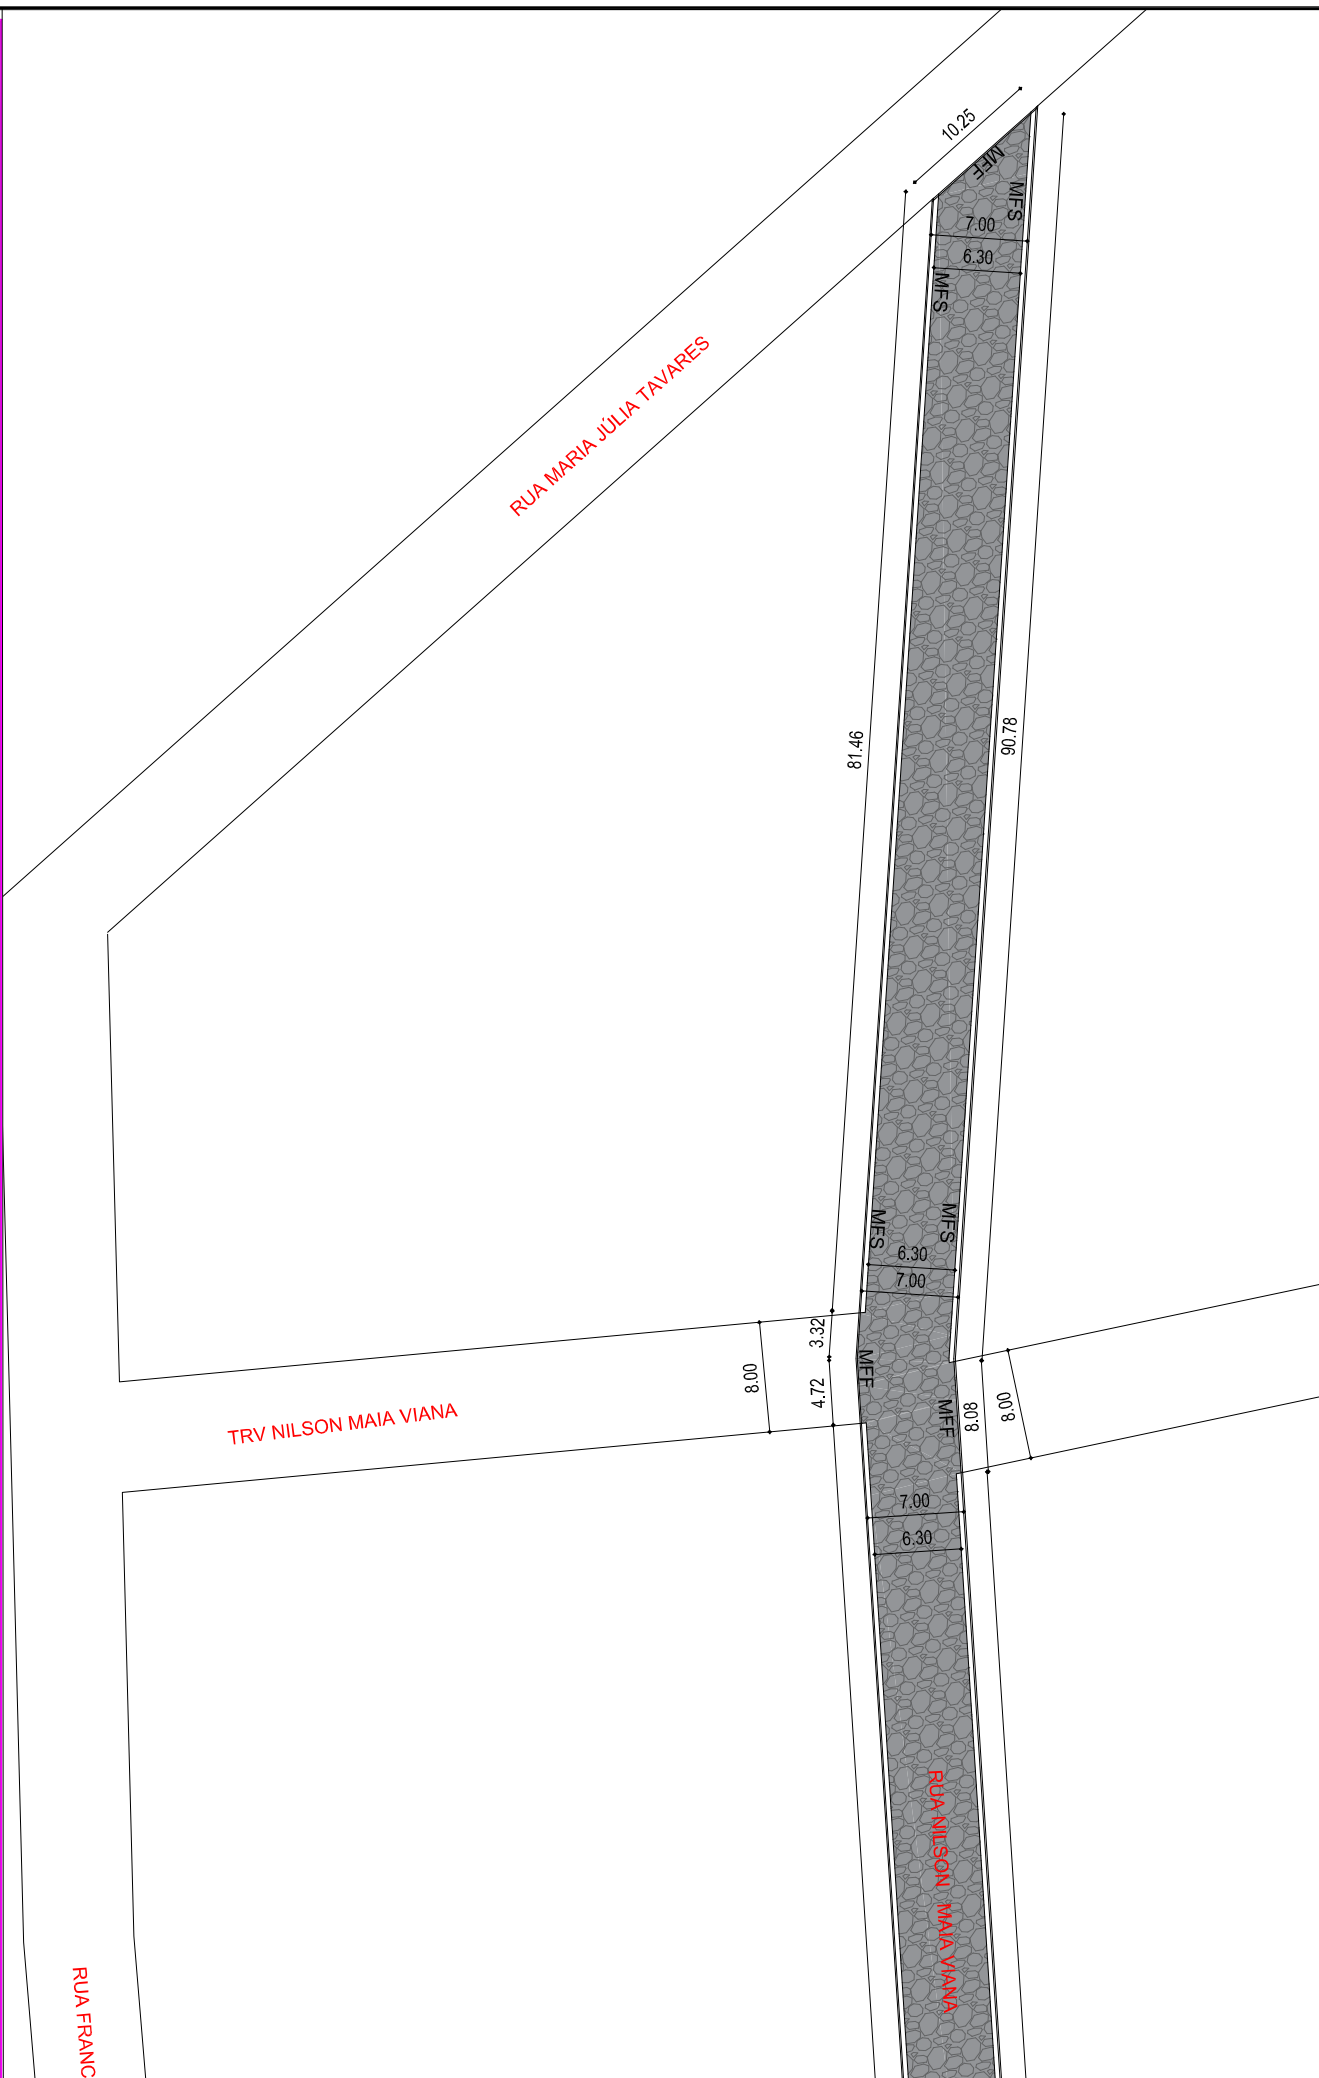 10.25
MFF
MFS
7.00
6.30
MFS
RUA MARIA JÚLIA TAVARES
81.46
90.78
MFS
MFS
6.30
7.00
3.32
8.00
MFF
4.72
8.08
8.00
MFF
TRV NILSON MAIA VIANA
7.00
6.30
RUA NILSON MAIA VIANA
RUA FRANC